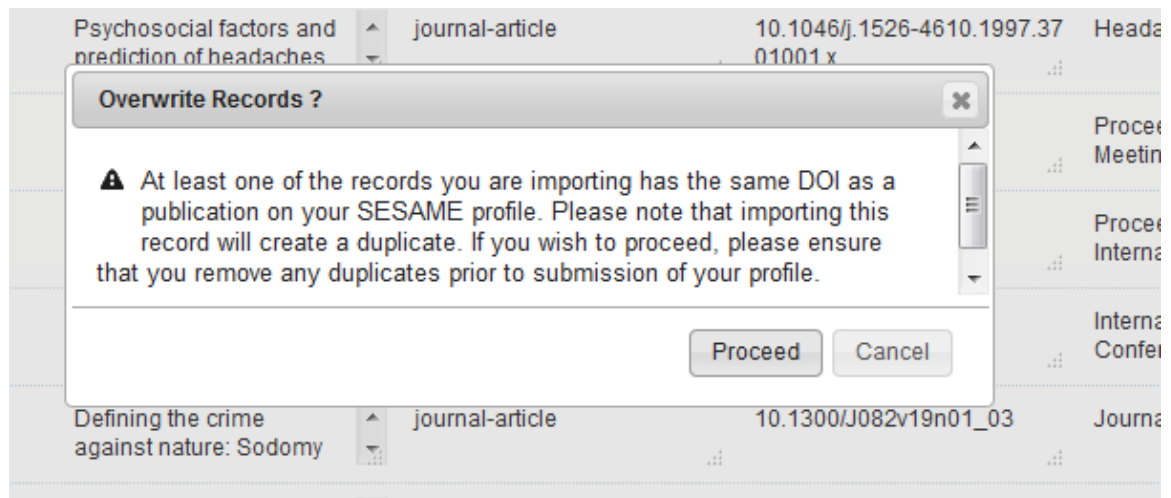 Psychosocial factors and journal-article 10.1046/j.1526-4610.1997.37
prediction of headaches 01001.x
Overwrite Records ?
Procee
Meetin
At least one of the records you are importing has the same DOI as a
publication on your SESAME profile. Please note that importing this
record will create a duplicate. If you wish to proceed, please ensure
that you remove any duplicates prior to submission of your profile.
Procee
Interna
Proceed Cancel
Interna
Confer
Defining the crime journal-article 10.1300/J082v19n01_03 Journa
against nature: Sodomy